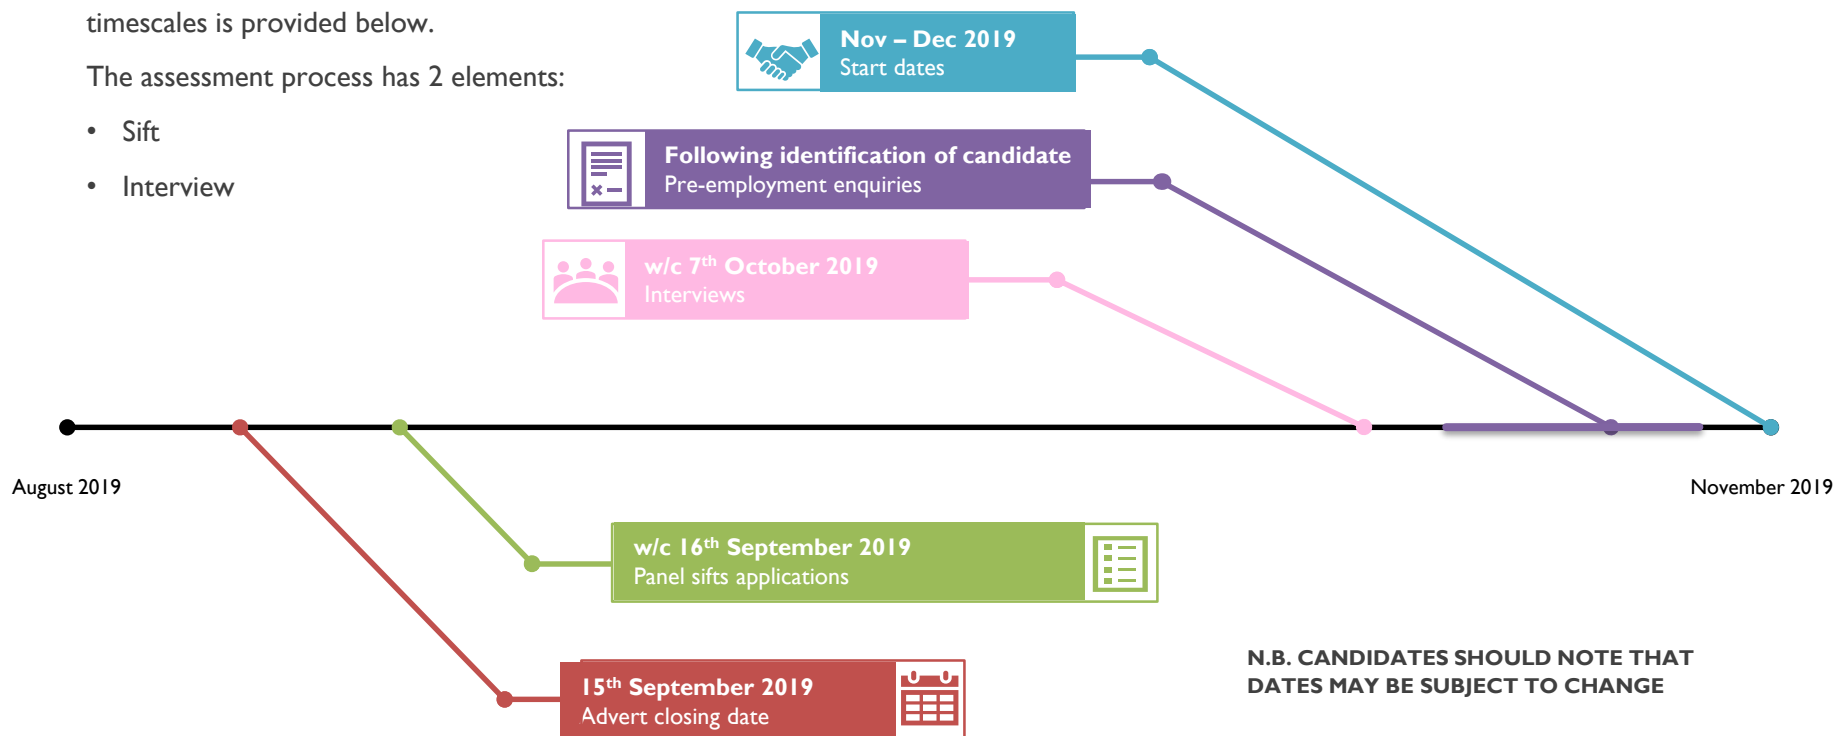 timescales is provided below.
The assessment process has 2 elements:
• Sift
• Interview
Nov – Dec 2019
Start dates
Following identification of candidate
Pre-employment enquiries
w/c 7th October 2019
Interviews
August 2019
November 2019
w/c 16th September 2019
Panel sifts applications
15th September 2019
Advert closing date
N.B. CANDIDATES SHOULD NOTE THAT
DATES MAY BE SUBJECT TO CHANGE